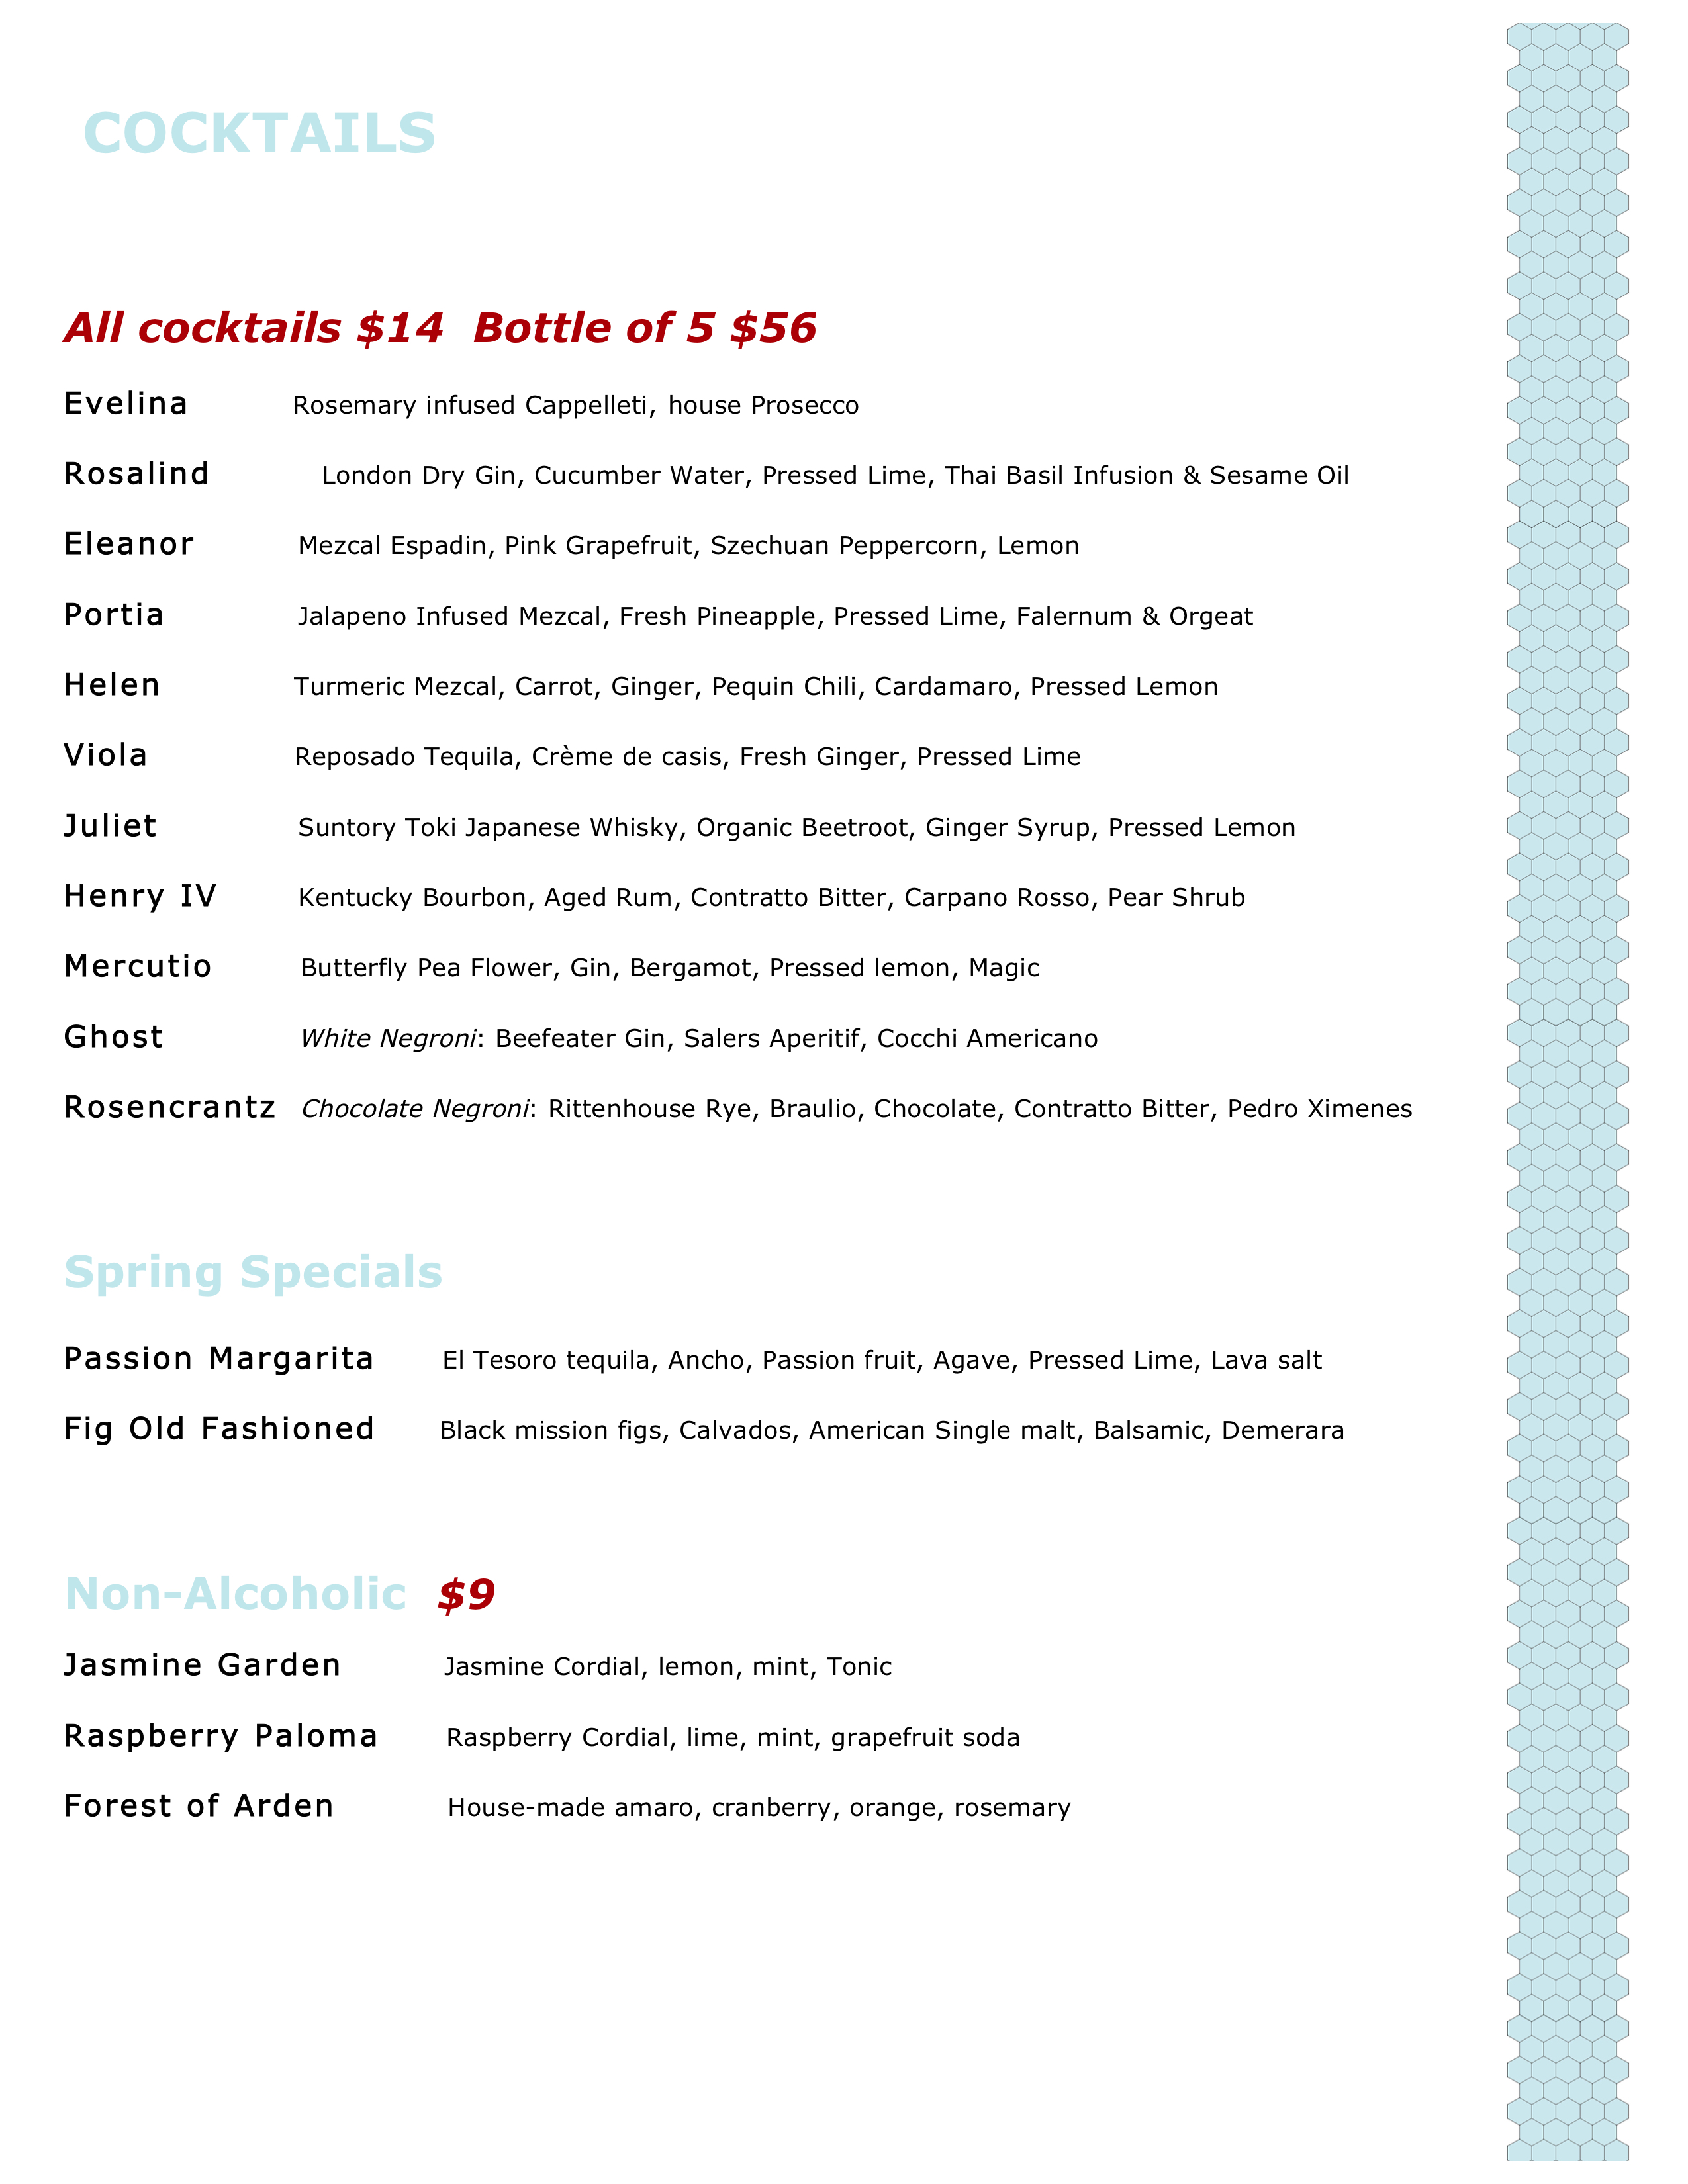 COCKTAILS
All cocktails $14 Bottle of 5 $56
Evelina Rosemary infused Cappelleti, house Prosecco
Rosalind London Dry Gin, Cucumber Water, Pressed Lime, Thai Basil Infusion & Sesame Oil
Eleanor Mezcal Espadin, Pink Grapefruit, Szechuan Peppercorn, Lemon
Portia Jalapeno Infused Mezcal, Fresh Pineapple, Pressed Lime, Falernum & Orgeat
Helen Turmeric Mezcal, Carrot, Ginger, Pequin Chili, Cardamaro, Pressed Lemon
Viola Reposado Tequila, Crème de casis, Fresh Ginger, Pressed Lime
Juliet Suntory Toki Japanese Whisky, Organic Beetroot, Ginger Syrup, Pressed Lemon
Henry IV Kentucky Bourbon, Aged Rum, Contratto Bitter, Carpano Rosso, Pear Shrub
Mercutio Butterfly Pea Flower, Gin, Bergamot, Pressed lemon, Magic
Ghost White Negroni: Beefeater Gin, Salers Aperitif, Cocchi Americano
Rosencrantz Chocolate Negroni: Rittenhouse Rye, Braulio, Chocolate, Contratto Bitter, Pedro Ximenes
Spring Specials
Passion Margarita El Tesoro tequila, Ancho, Passion fruit, Agave, Pressed Lime, Lava salt
Fig Old Fashioned Black mission figs, Calvados, American Single malt, Balsamic, Demerara
Non-Alcoholic $9
Jasmine Garden Jasmine Cordial, lemon, mint, Tonic
Raspberry Paloma Raspberry Cordial, lime, mint, grapefruit soda
Forest of Arden House-made amaro, cranberry, orange, rosemary